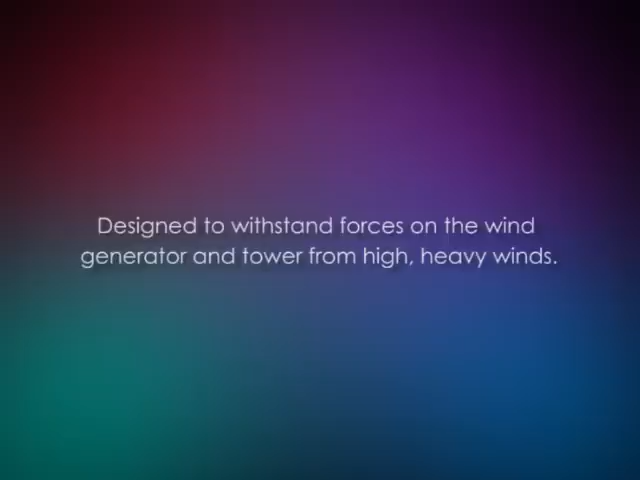 Designed to withstand forces on the wind
generator and tower from high, heavy winds.